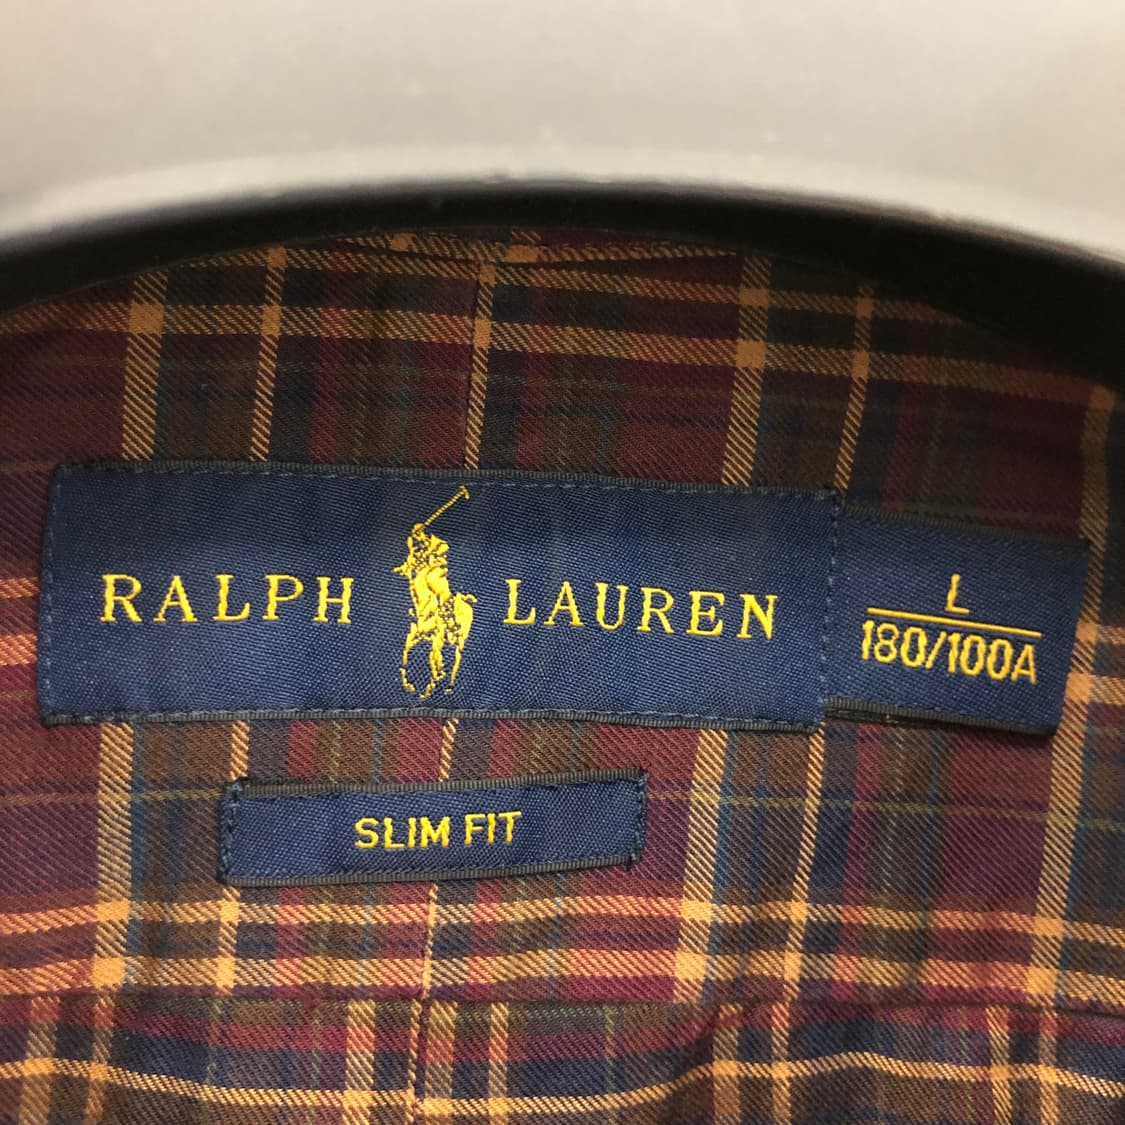 RALPH LAUREN
L
180/100A
SLIM FIT